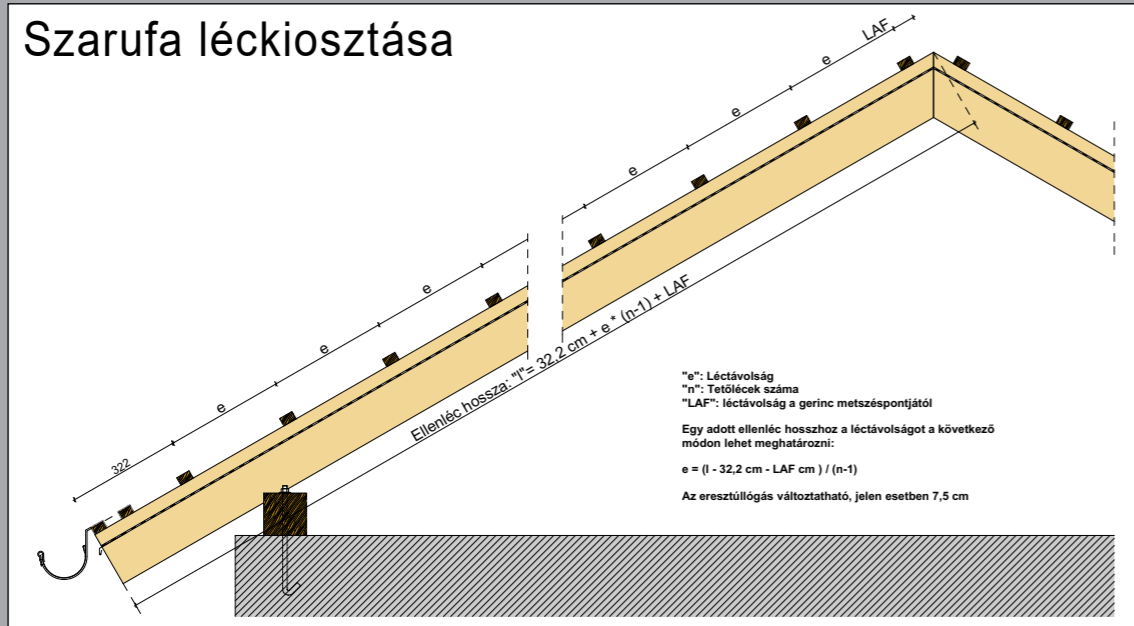 Szarufa léckiosztása
LAF
e
e
e
e
e
e
322
Ellenléc hossza: "l"= 32,2 cm + e * (n-1) + LAF
"e": Léctávolság
"n": Tetőlécek száma
"LAF": léctávolság a gerinc metszéspontjától
Egy adott ellenléc hosszhoz a léctávolságot a következő
módon lehet meghatározni:
e = (l - 32,2 cm - LAF cm ) / (n-1)
Az eresztúllógás változtatható, jelen esetben 7,5 cm